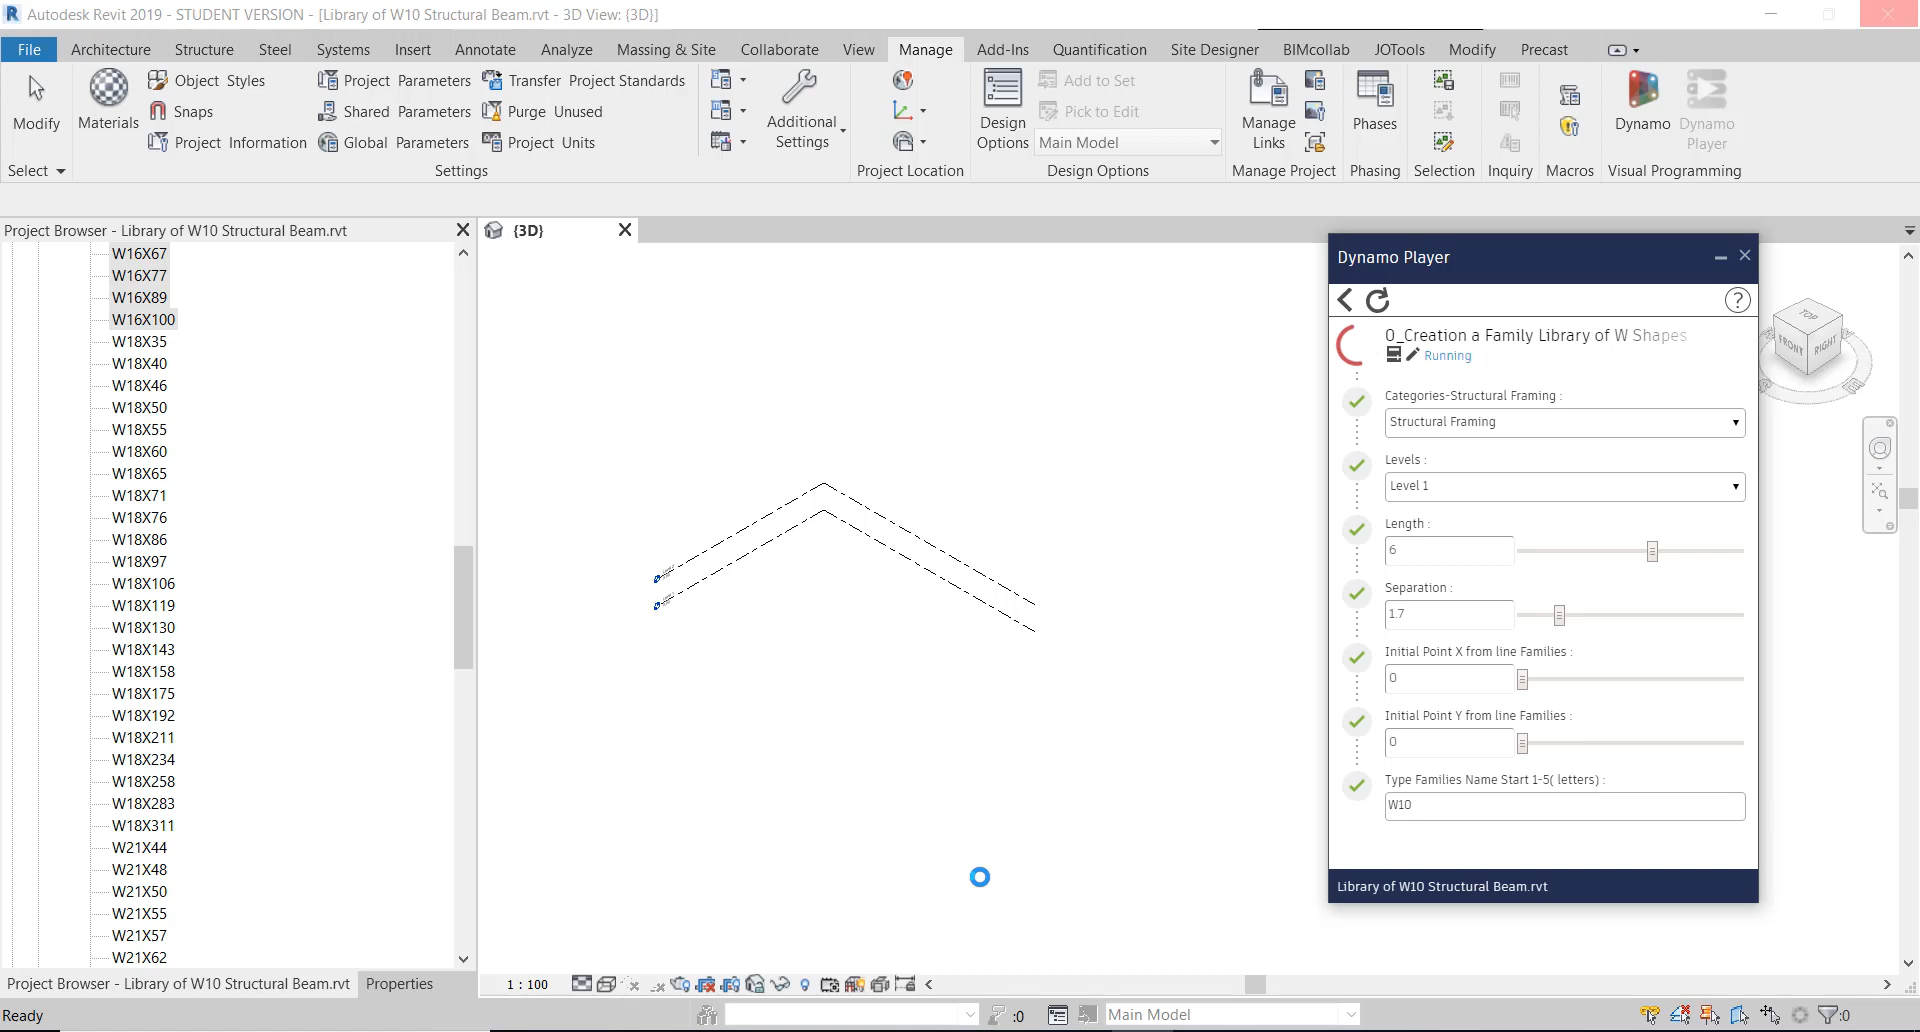 Autodesk Revit 2019 - STUDENT VERSION - [Library of W10 Structural Beam.rvt - 3D View: {3D}]
File Architecture Structure Steel Systems Insert Annotate Analyze Massing & Site Collaborate View Manage Add-Ins Quantification Site Designer BIMcollab JOTools Modify Precast
Modify
Materials
Object Styles
Snaps
Project Information
Project Parameters
Shared Parameters
Global Parameters
Transfer Project Standards
Purge Unused
Project Units
Additional Settings
Design Options
Add to Set
Pick to Edit
Main Model
Manage Links
Phases
Dynamo
Dynamo Player
Select
Settings
Project Location
Design Options
Manage Project
Phasing
Selection
Inquiry
Macros
Visual Programming
Project Browser - Library of W10 Structural Beam.rvt
W16X67
W16X77
W16X89
W16X100
W18X35
W18X40
W18X46
W18X50
W18X55
W18X60
W18X65
W18X71
W18X76
W18X86
W18X97
W18X106
W18X119
W18X130
W18X143
W18X158
W18X175
W18X192
W18X211
W18X234
W18X258
W18X283
W18X311
W21X44
W21X48
W21X50
W21X55
W21X57
W21X62
Project Browser - Library of W10 Structural Beam.rvt
Properties
{3D}
TOP
FRONT
RIGHT
Dynamo Player
?
0_Creation a Family Library of W Shapes
Running
Categories-Structural Framing :
Structural Framing
Levels :
Level 1
Length :
6
Separation :
1.7
Initial Point X from line Families :
0
Initial Point Y from line Families :
0
Type Families Name Start 1-5( letters) :
W10
Library of W10 Structural Beam.rvt
1 : 100
Ready
:0
Main Model
:0